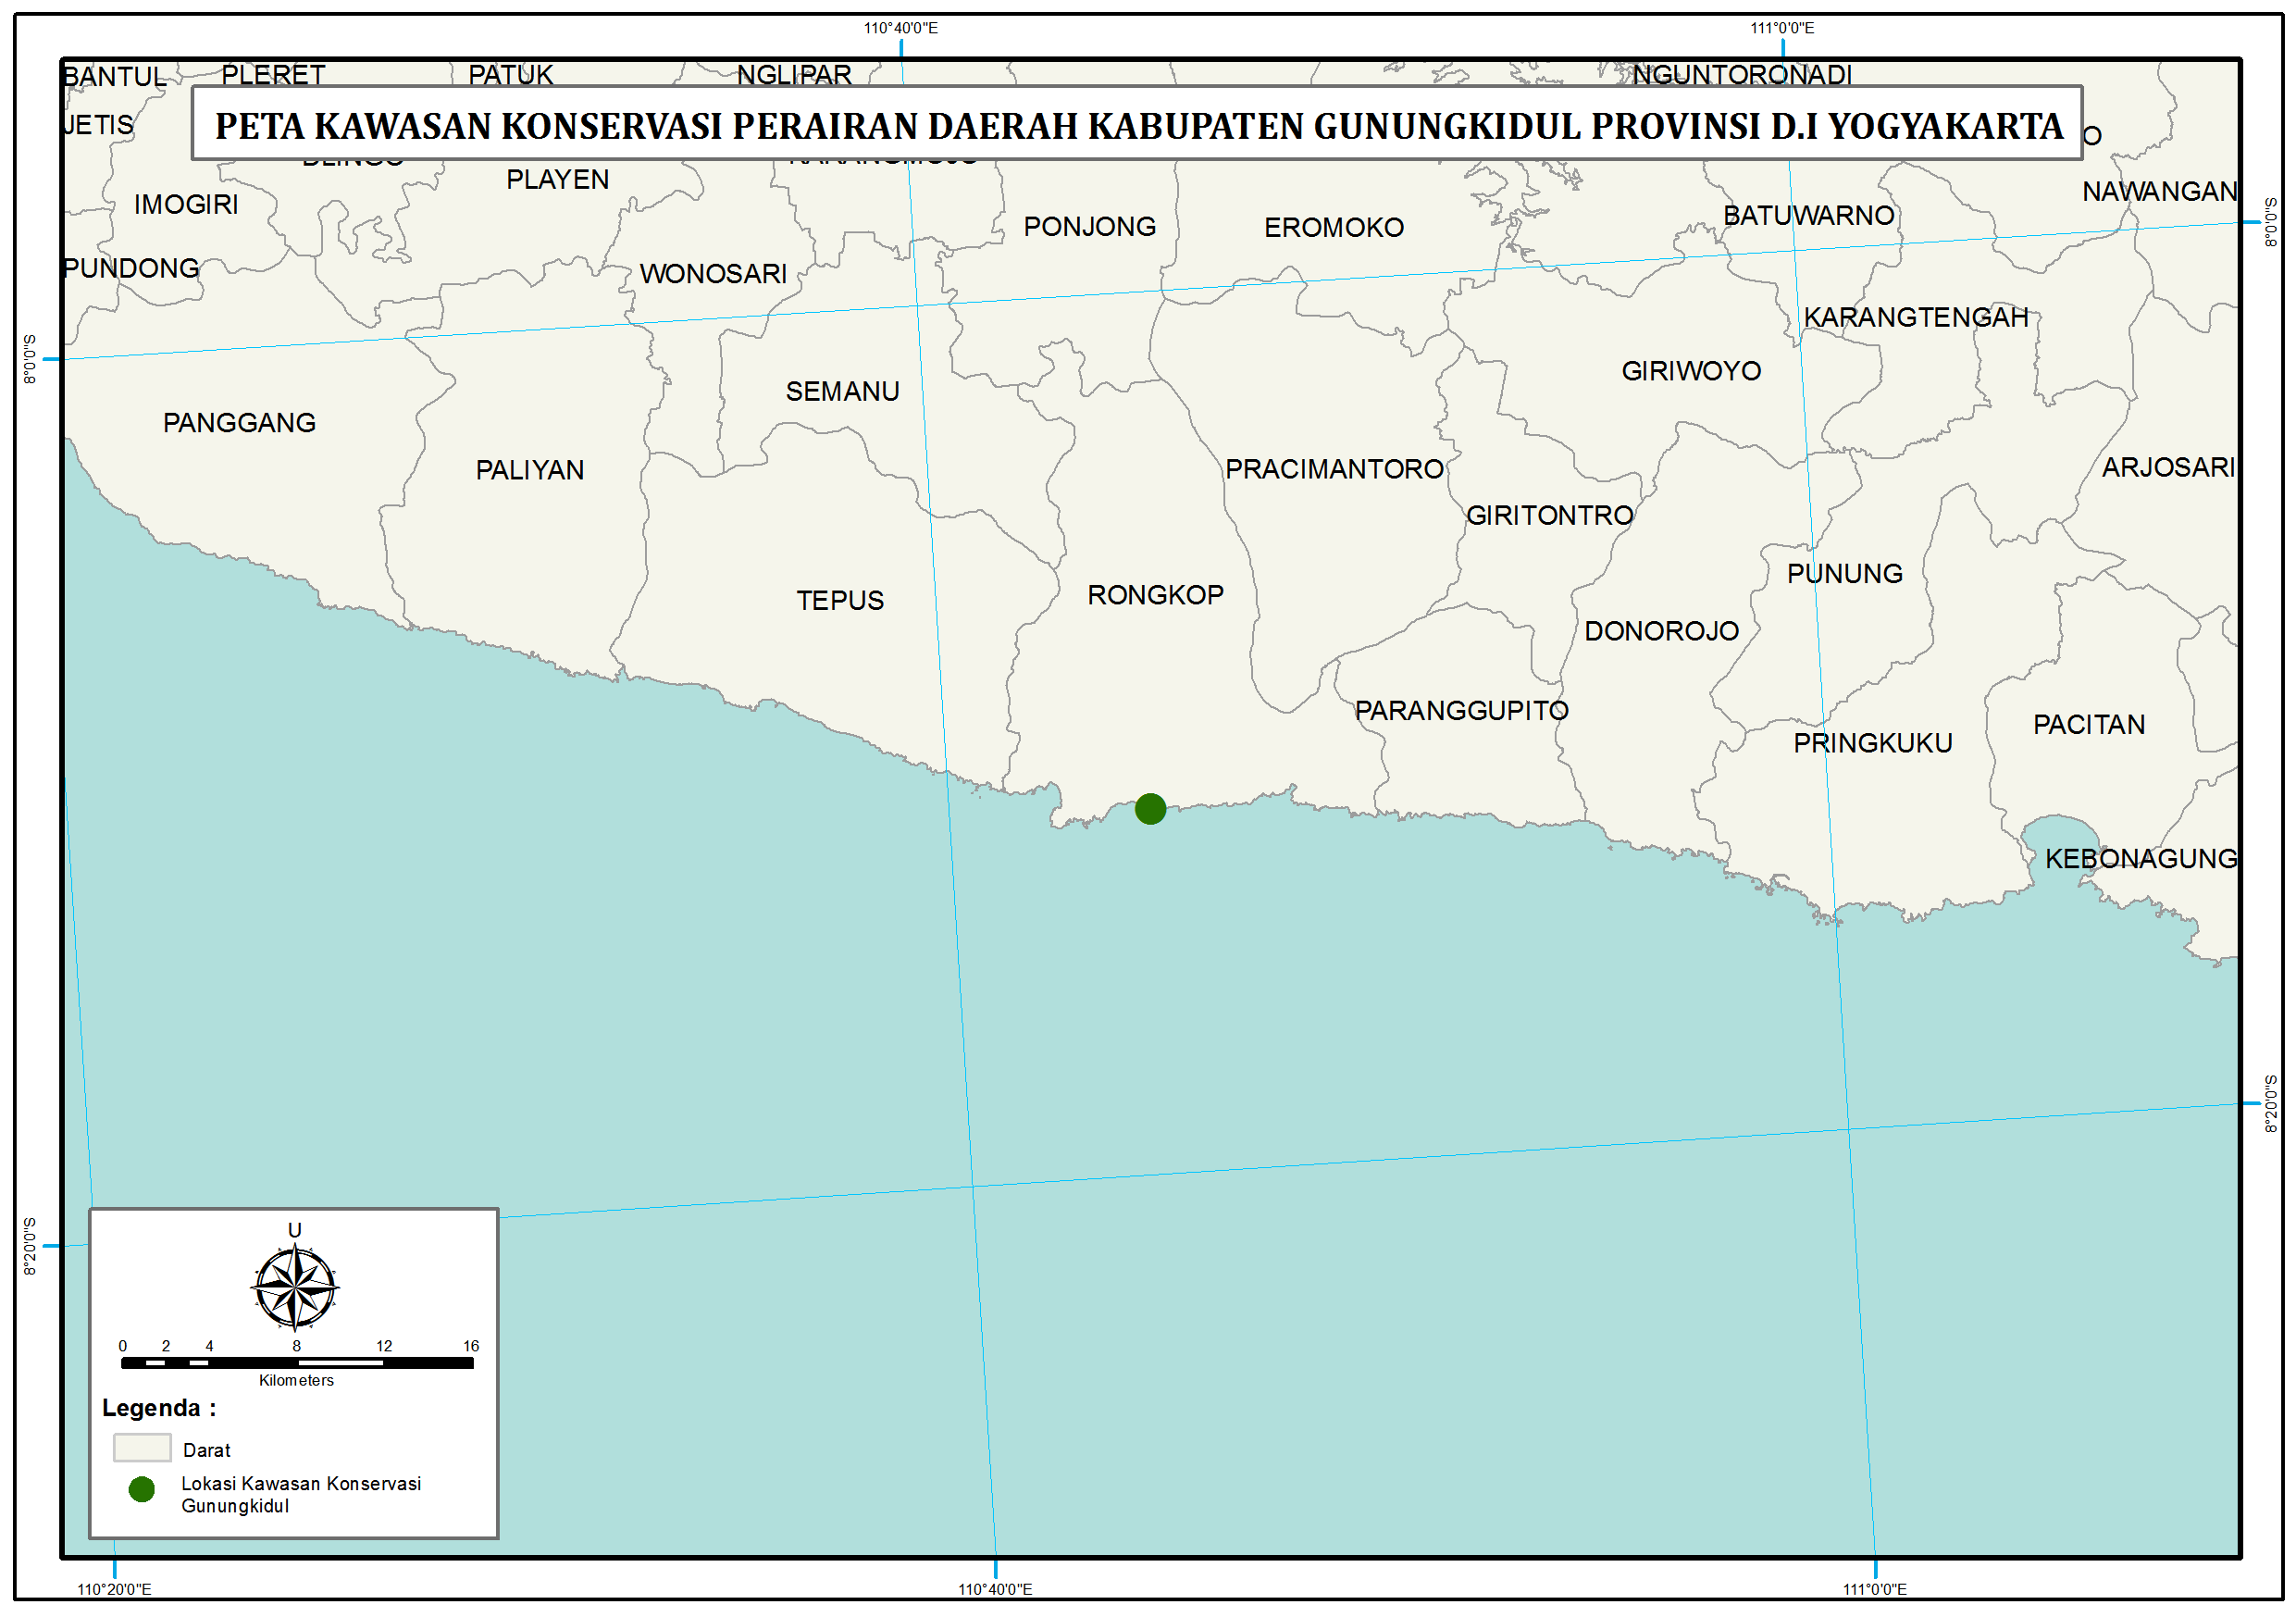 110°40'0"E
111°0'0"E
BANTUL
PLERET
PATUK
NGLIPAR
NGUNTORONADI
JETIS
PETA KAWASAN KONSERVASI PERAIRAN DAERAH KABUPATEN GUNUNGKIDUL PROVINSI D.I YOGYAKARTA
PLAYEN
IMOGIRI
NAWANGAN
BATUWARNO
PONJONG
EROMOKO
8°0'0"S
PUNDONG
WONOSARI
KARANGTENGAH
8°0'0"S
GIRIWOYO
SEMANU
PANGGANG
PALIYAN
PRACIMANTORO
ARJOSARI
GIRITONTRO
PUNUNG
RONGKOP
TEPUS
DONOROJO
PARANGGUPITO
PACITAN
PRINGKUKU
KEBONAGUNG
8°20'0"S
8°20'0"S
U
0 2 4 8 12 16
Kilometers
Legenda :
Darat
Lokasi Kawasan Konservasi
Gunungkidul
110°20'0"E
110°40'0"E
111°0'0"E